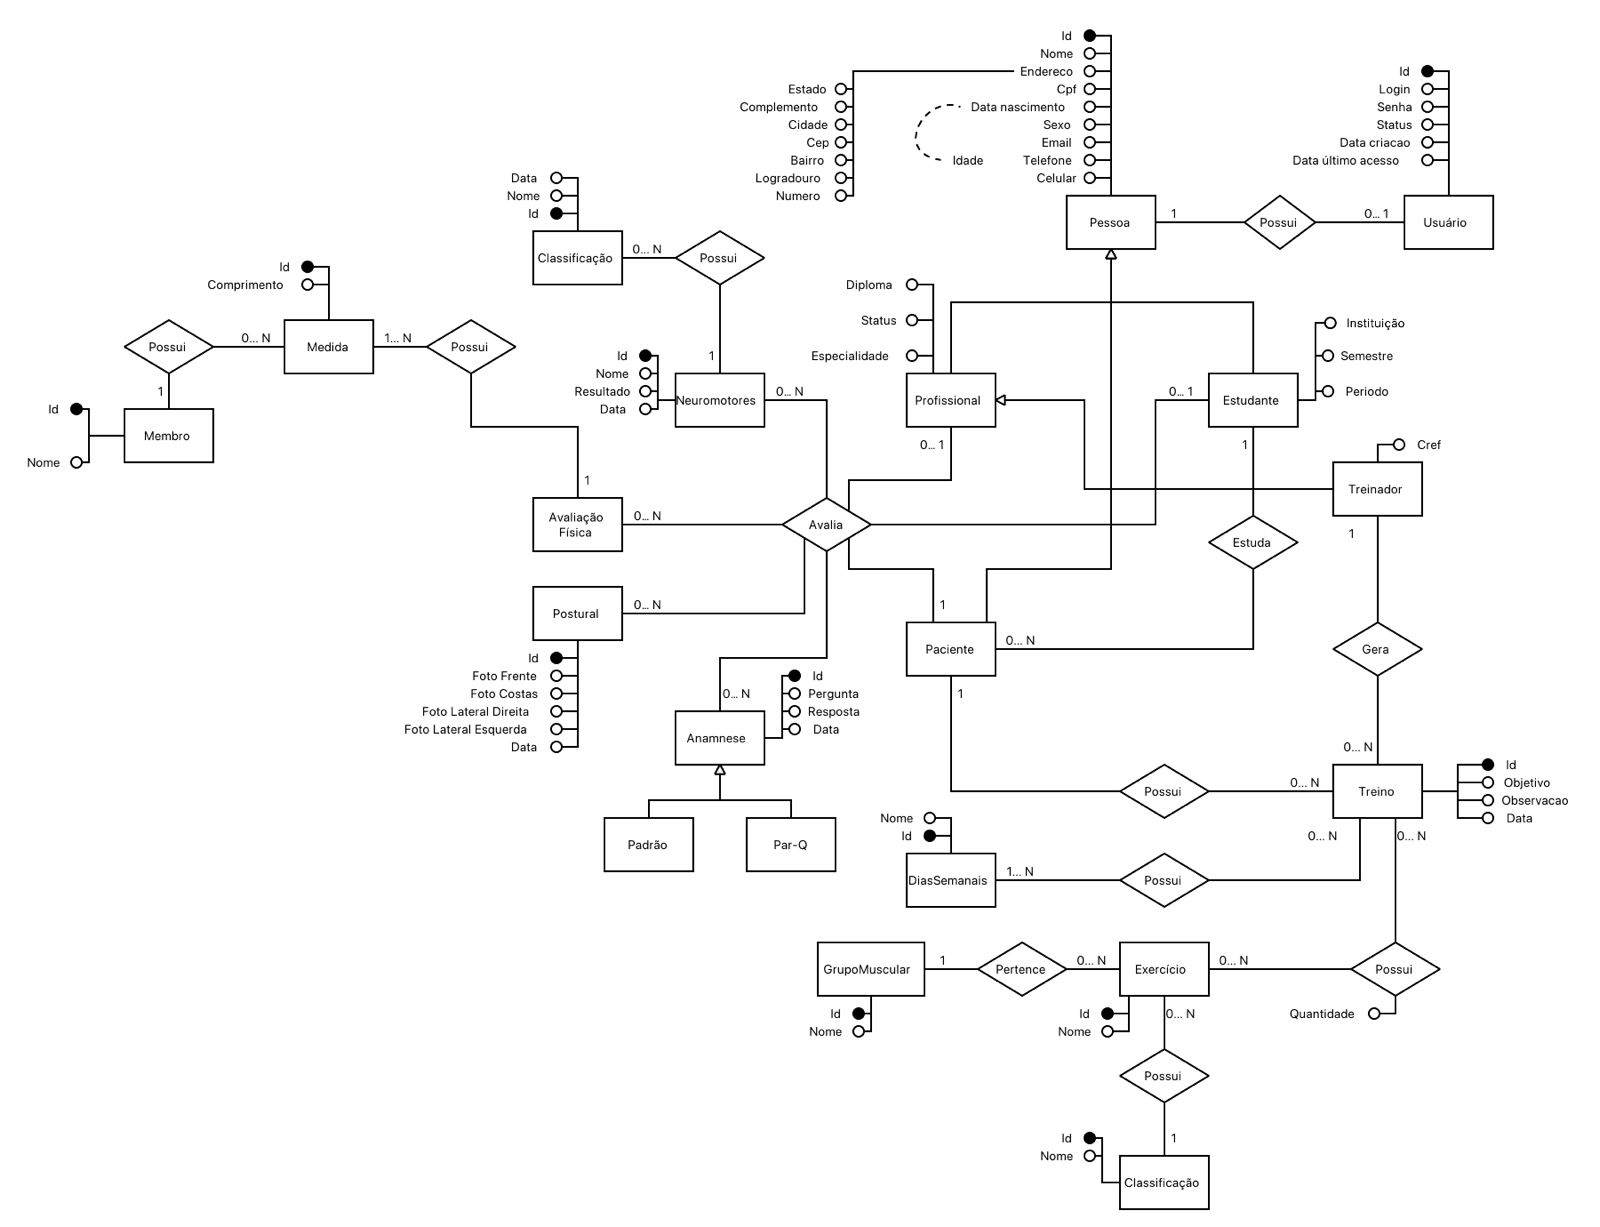 Id
Nome
Endereco
Cpf
Data nascimento
Sexo
Email
Telefone
Celular
Idade
Estado
Complemento
Cidade
Cep
Bairro
Logradouro
Numero
Id
Login
Senha
Status
Data criacao
Data último acesso
Pessoa
1
Possui
0... 1
Usuário
Data
Nome
Id
Classificação
0... N
Possui
1
Id
Comprimento
Possui
0... N
Medida
1... N
Possui
1
Id
Nome
Membro
1
Id
Nome
Resultado
Data
Neuromotores
0... N
Diploma
Status
Especialidade
Profissional
0... 1
0... 1
Estudante
Instituição
Semestre
Periodo
1
Cref
Treinador
1
Avaliação
Física
0... N
Avalia
Estuda
Postural
0... N
Id
Foto Frente
Foto Costas
Foto Lateral Direita
Foto Lateral Esquerda
Data
1
Paciente
0... N
1
Gera
0... N
0... N
Anamnese
Id
Pergunta
Resposta
Data
Padrão
Par-Q
Possui
0... N
Treino
Id
Objetivo
Observacao
Data
0... N
0... N
Nome
Id
DiasSemanais
1... N
Possui
GrupoMuscular
1
Pertence
0... N
Exercício
0... N
Possui
Id
Nome
Id
Nome
0... N
Quantidade
Possui
1
Id
Nome
Classificação